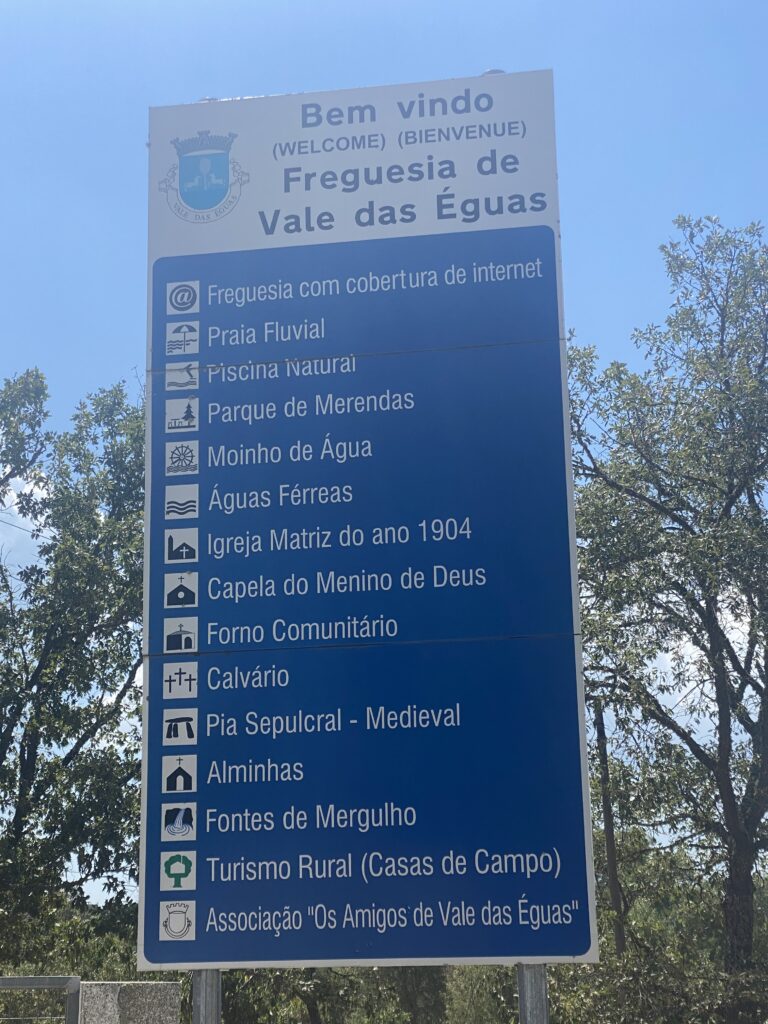 Bem vindo
(WELCOME) (BIENVENUE)
Freguesia de
Vale das Éguas
VALE DAS ÉGUAS
@ Freguesia com cobertura de internet
Praia Fluvial
Piscina Natural
Parque de Merendas
Moinho de Água
Águas Férreas
Igreja Matriz do ano 1904
Capela do Menino de Deus
Forno Comunitário
Calvário
Pia Sepulcral - Medieval
Alminhas
Fontes de Mergulho
Turismo Rural (Casas de Campo)
Associação "Os Amigos de Vale das Éguas"